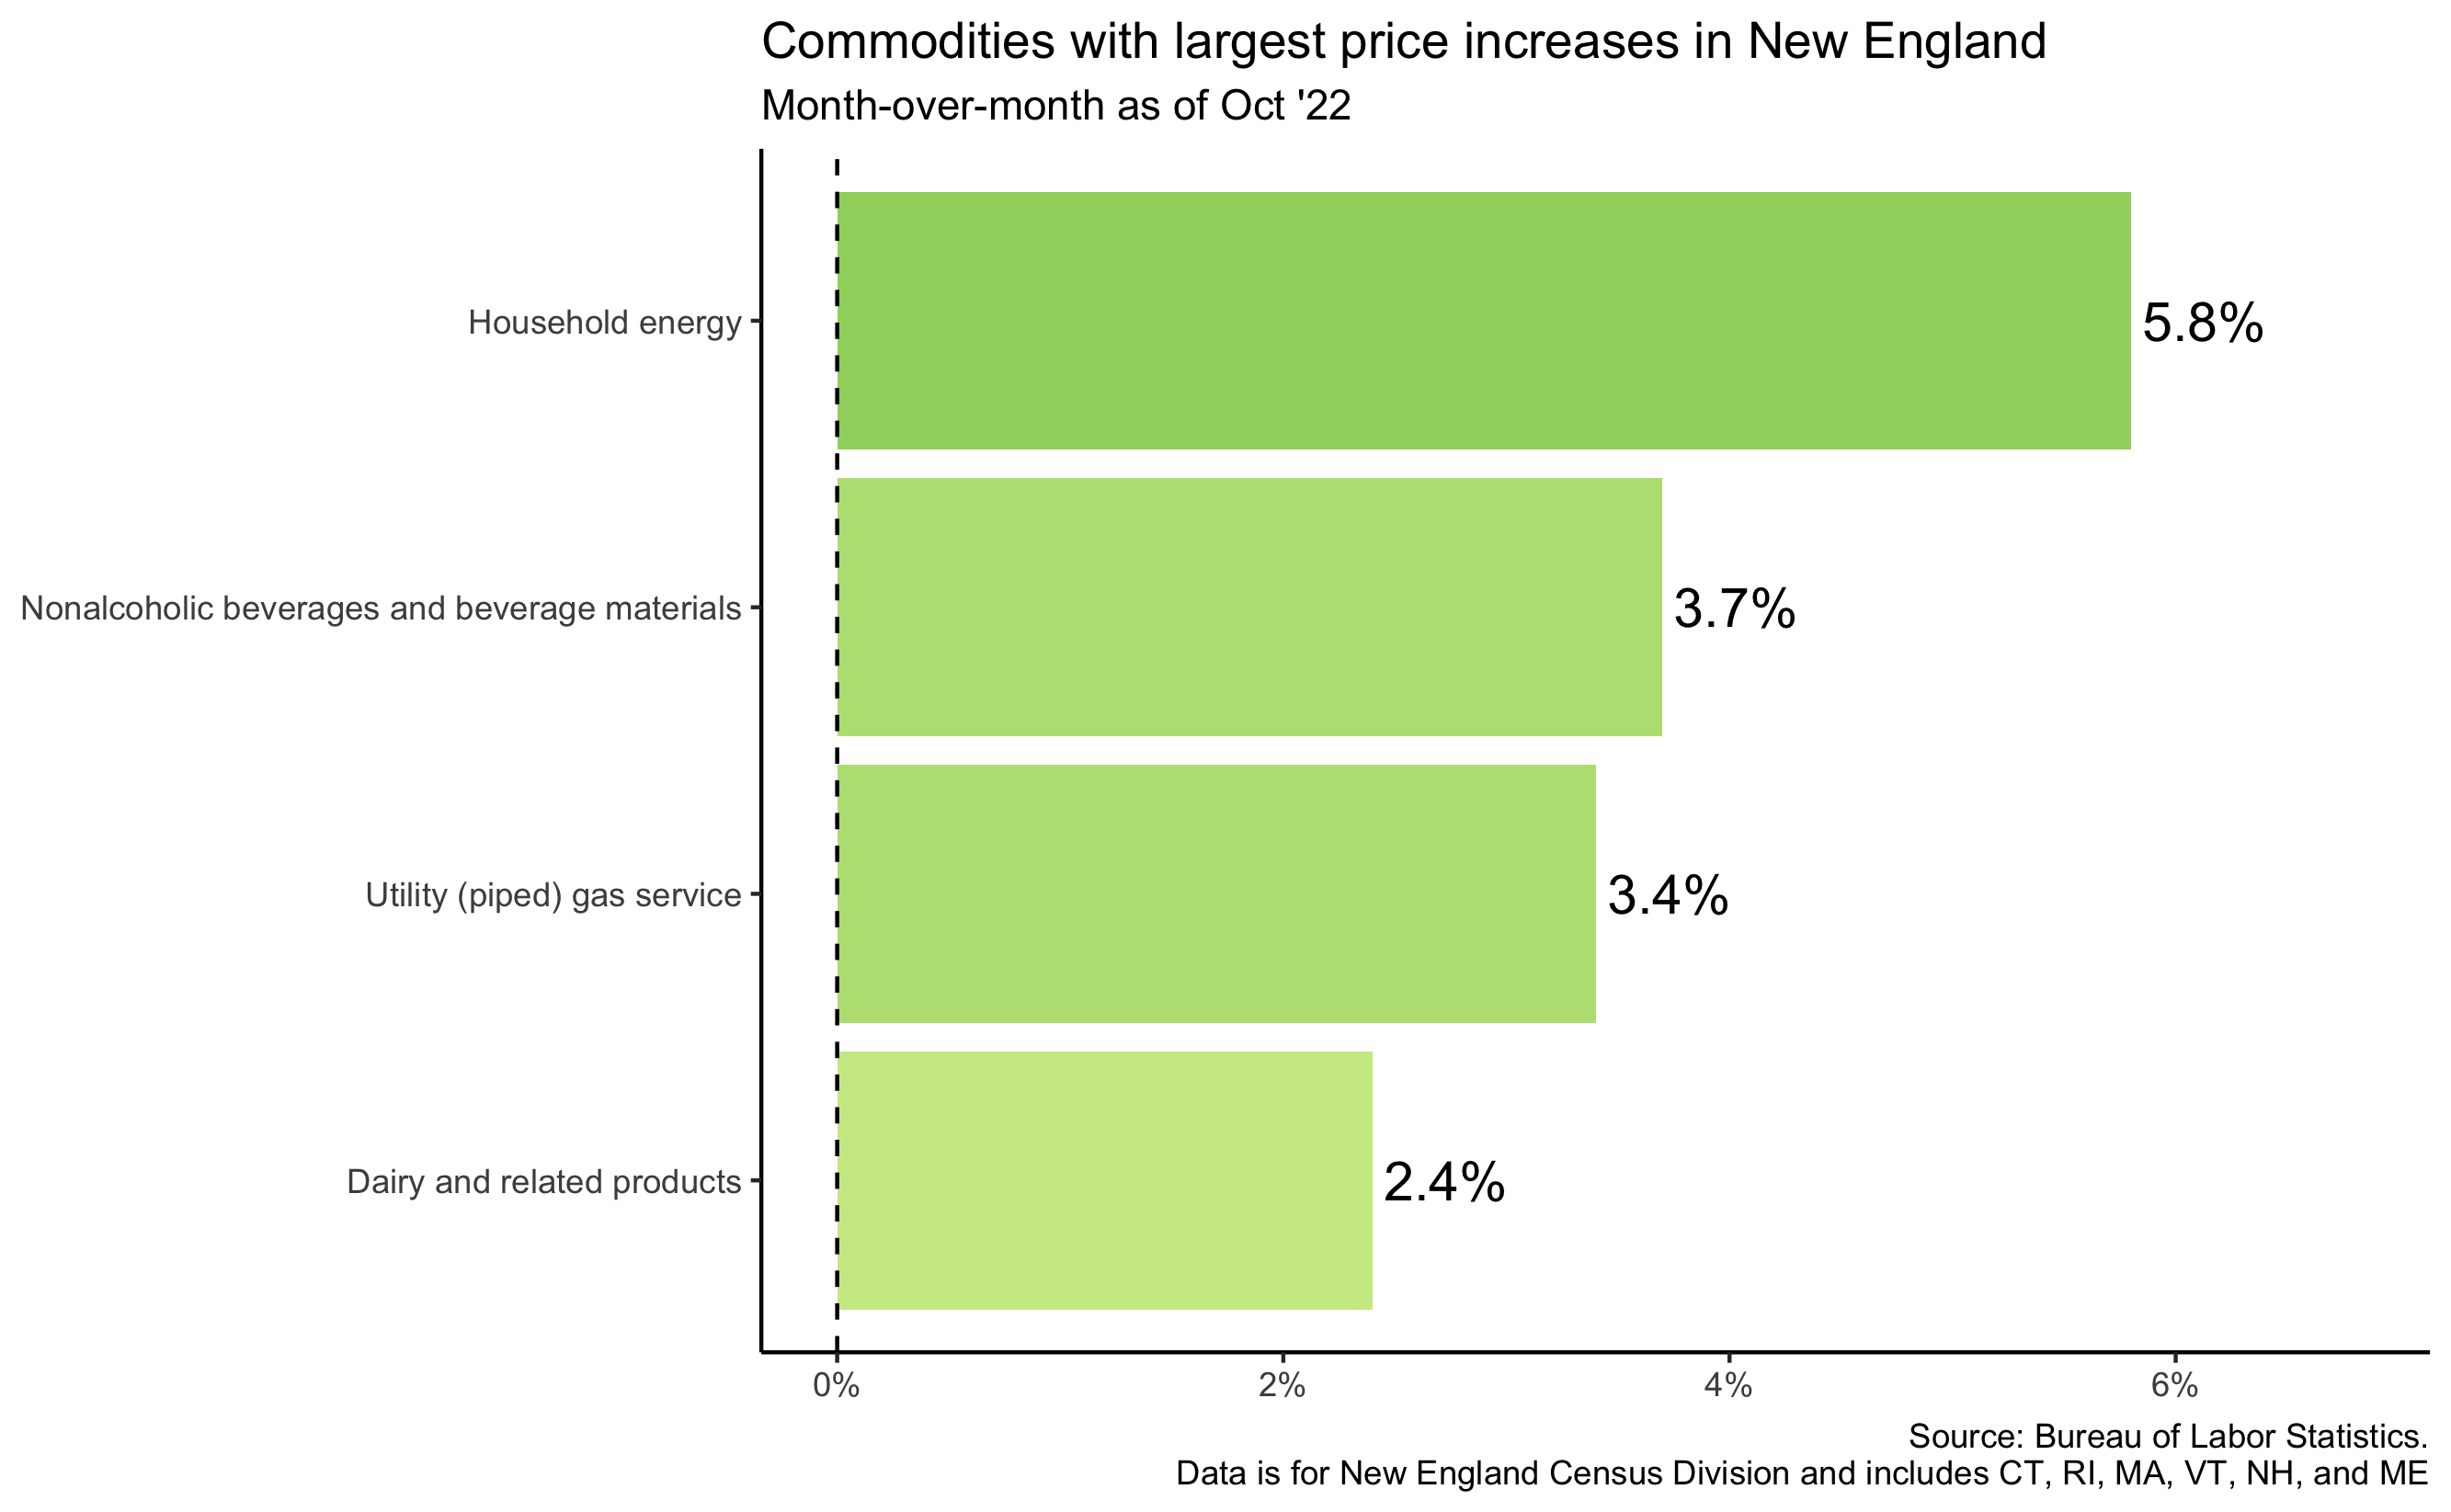 Commodities with largest price increases in New England
Month-over-month as of Oct '22
Household energy
5.8%
Nonalcoholic beverages and beverage materials
3.7%
Utility (piped) gas service
3.4%
Dairy and related products
2.4%
0%
2%
4%
6%
Source: Bureau of Labor Statistics.
Data is for New England Census Division and includes CT, RI, MA, VT, NH, and ME